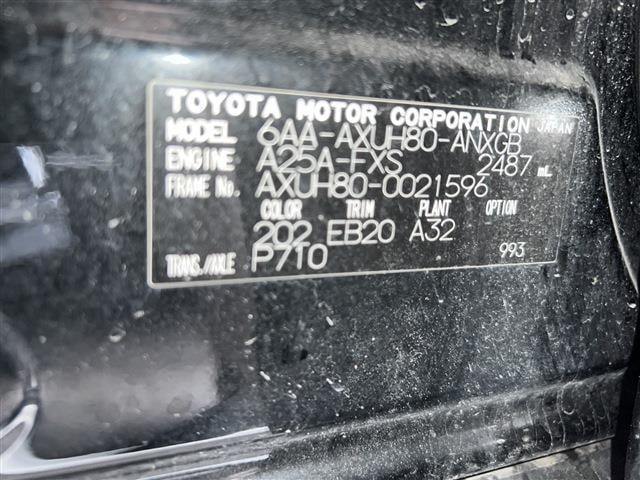 TOYOTA MOTOR CORPORATION JAPAN
MODEL 6AA-AXUH80-ANXGB
ENGINE A25A-FXS 2487 mL
FRAME No. AXUH80-0021596
COLOR TRIM PLANT OPTION
202 EB20 A32
TRANS./AXLE P7T0 993